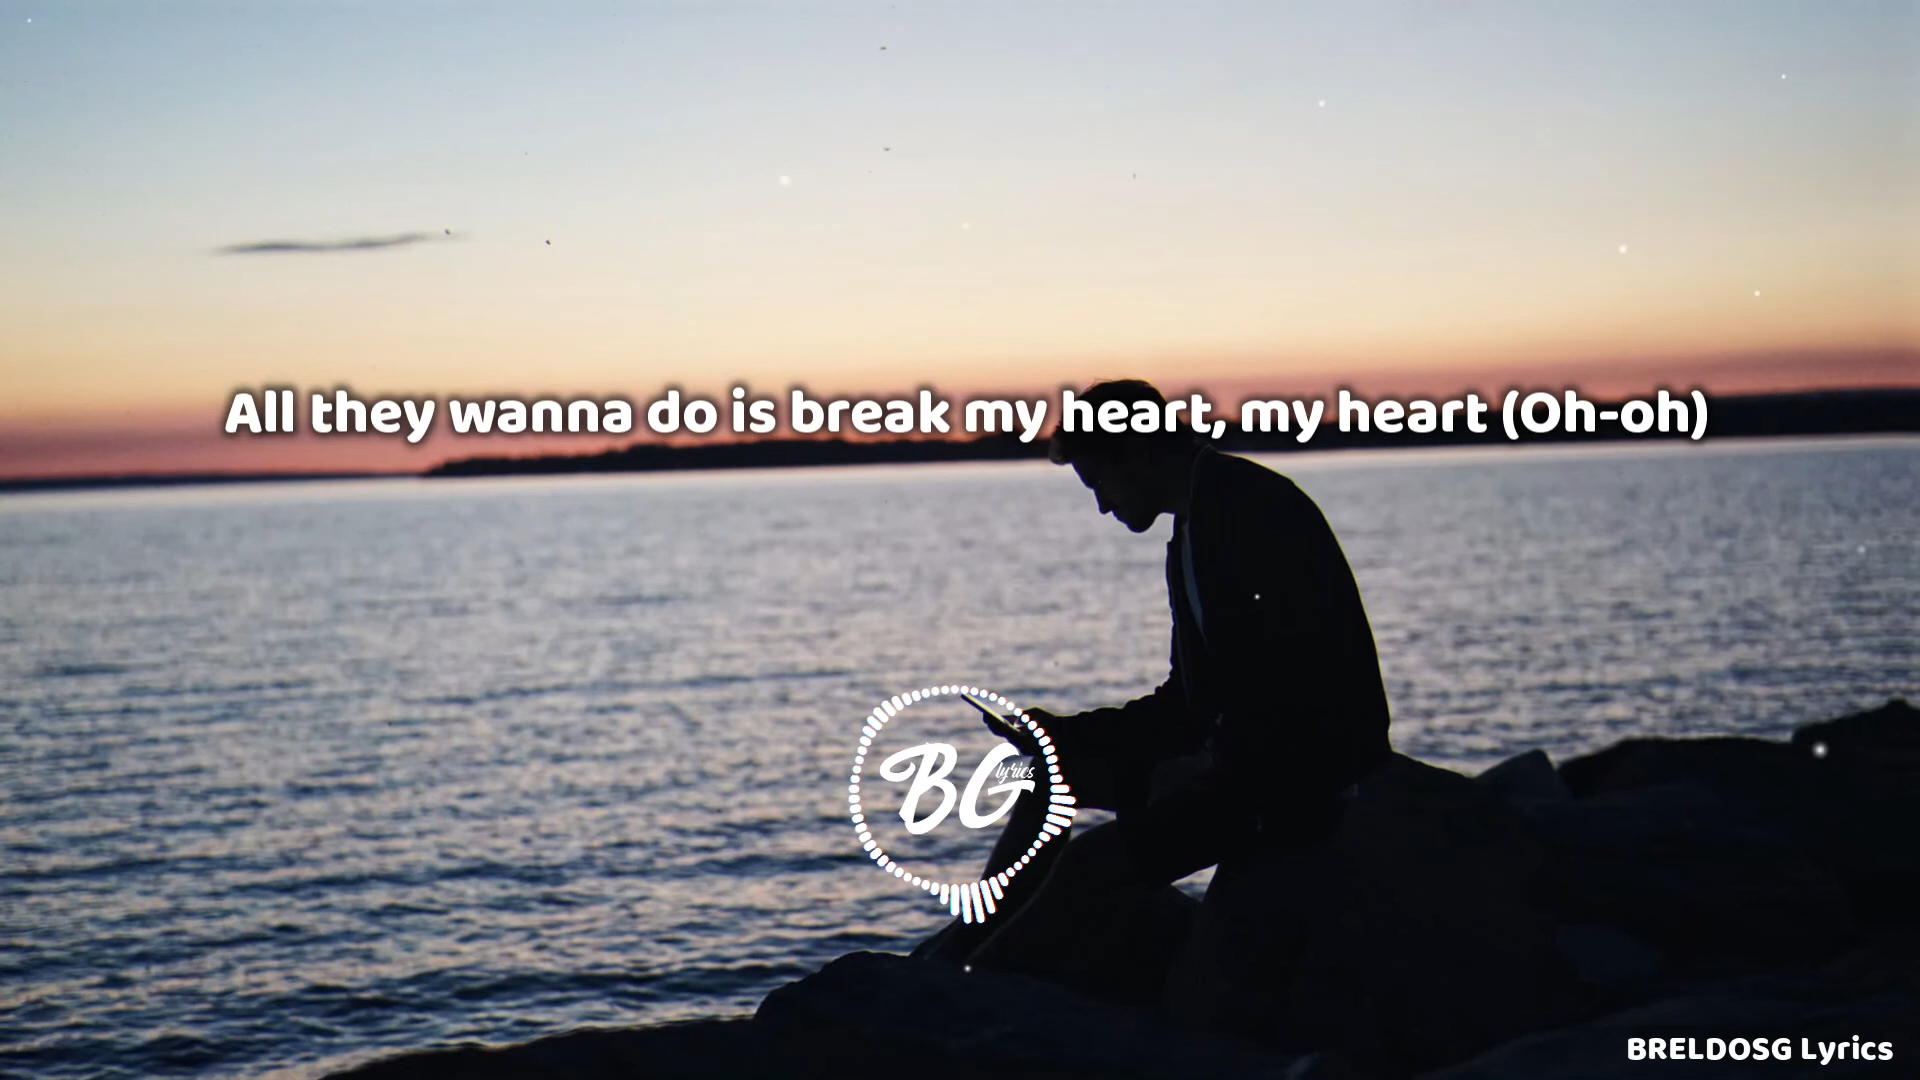 All they wanna do is break my heart, my heart (Oh-oh)
BG
lyrics
BRELDOSG Lyrics